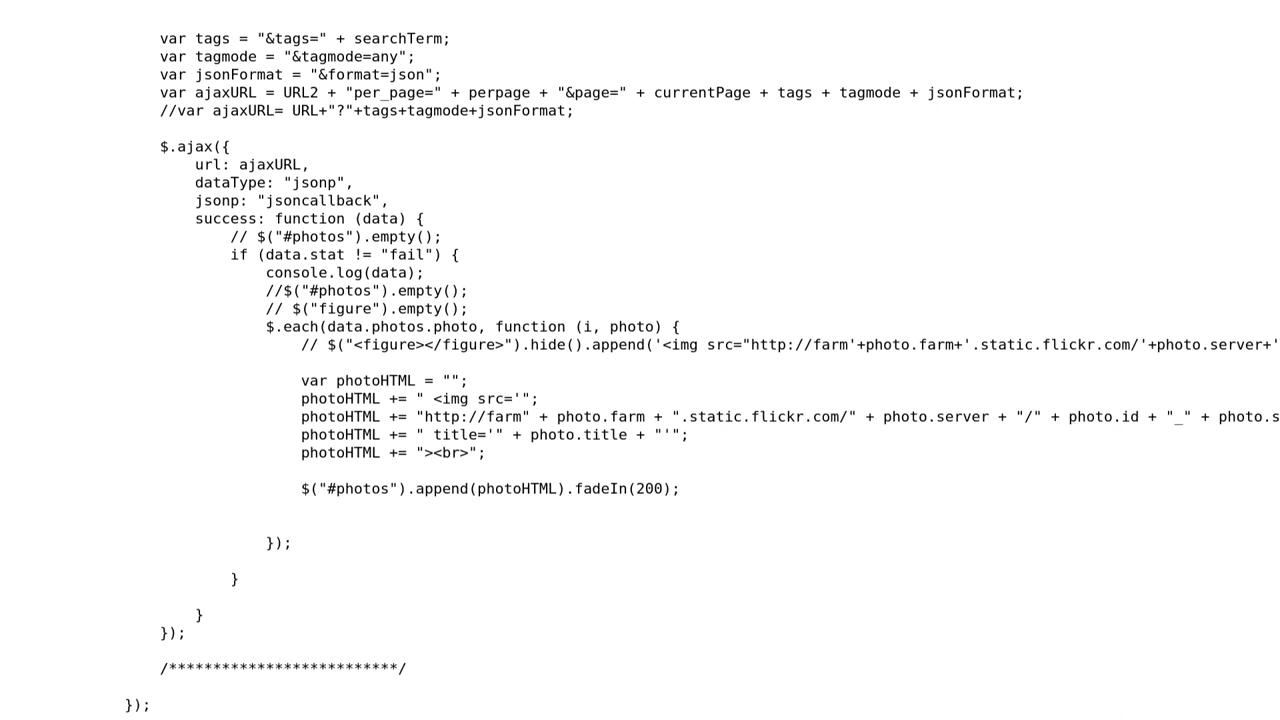 var tags = "&tags=" + searchTerm;
var tagmode = "&tagmode=any";
var jsonFormat = "&format=json";
var ajaxURL = URL2 + "per_page=" + perpage + "&page=" + currentPage + tags + tagmode + jsonFormat;
//var ajaxURL= URL+"?"+tags+tagmode+jsonFormat;
$.ajax({
url: ajaxURL,
dataType: "jsonp",
jsonp: "jsoncallback",
success: function (data) {
// $("#photos").empty();
if (data.stat != "fail") {
console.log(data);
//$("#photos").empty();
// $("figure").empty();
$.each(data.photos.photo, function (i, photo) {
// $("<figure></figure>").hide().append('<img src="http://farm'+photo.farm+'.static.flickr.com/'+photo.server+'
var photoHTML = "";
photoHTML += " <img src='";
photoHTML += "http://farm" + photo.farm + ".static.flickr.com/" + photo.server + "/" + photo.id + "_" + photo.s
photoHTML += " title='" + photo.title + "'";
photoHTML += "><br>";
$("#photos").append(photoHTML).fadeIn(200);
});
}
}
});
/**************************/
});